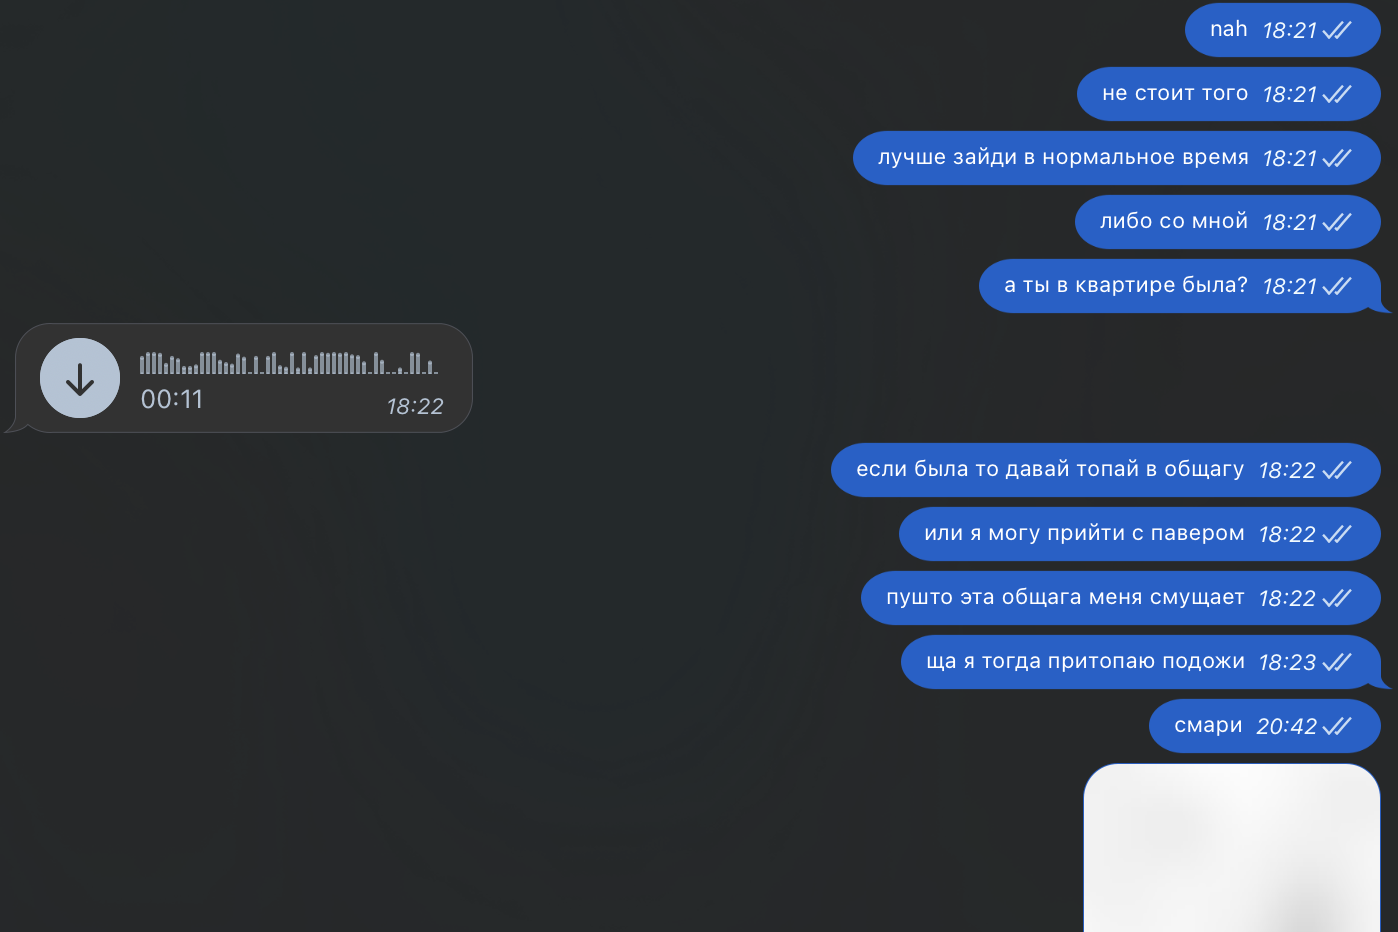 nah 18:21
не стоит того 18:21
лучше зайди в нормальное время 18:21
либо со мной 18:21
а ты в квартире была? 18:21
00:11 18:22
если была то давай топай в общагу 18:22
или я могу прийти с павером 18:22
пушто эта общага меня смущает 18:22
ща я тогда притопаю подожи 18:23
смари 20:42